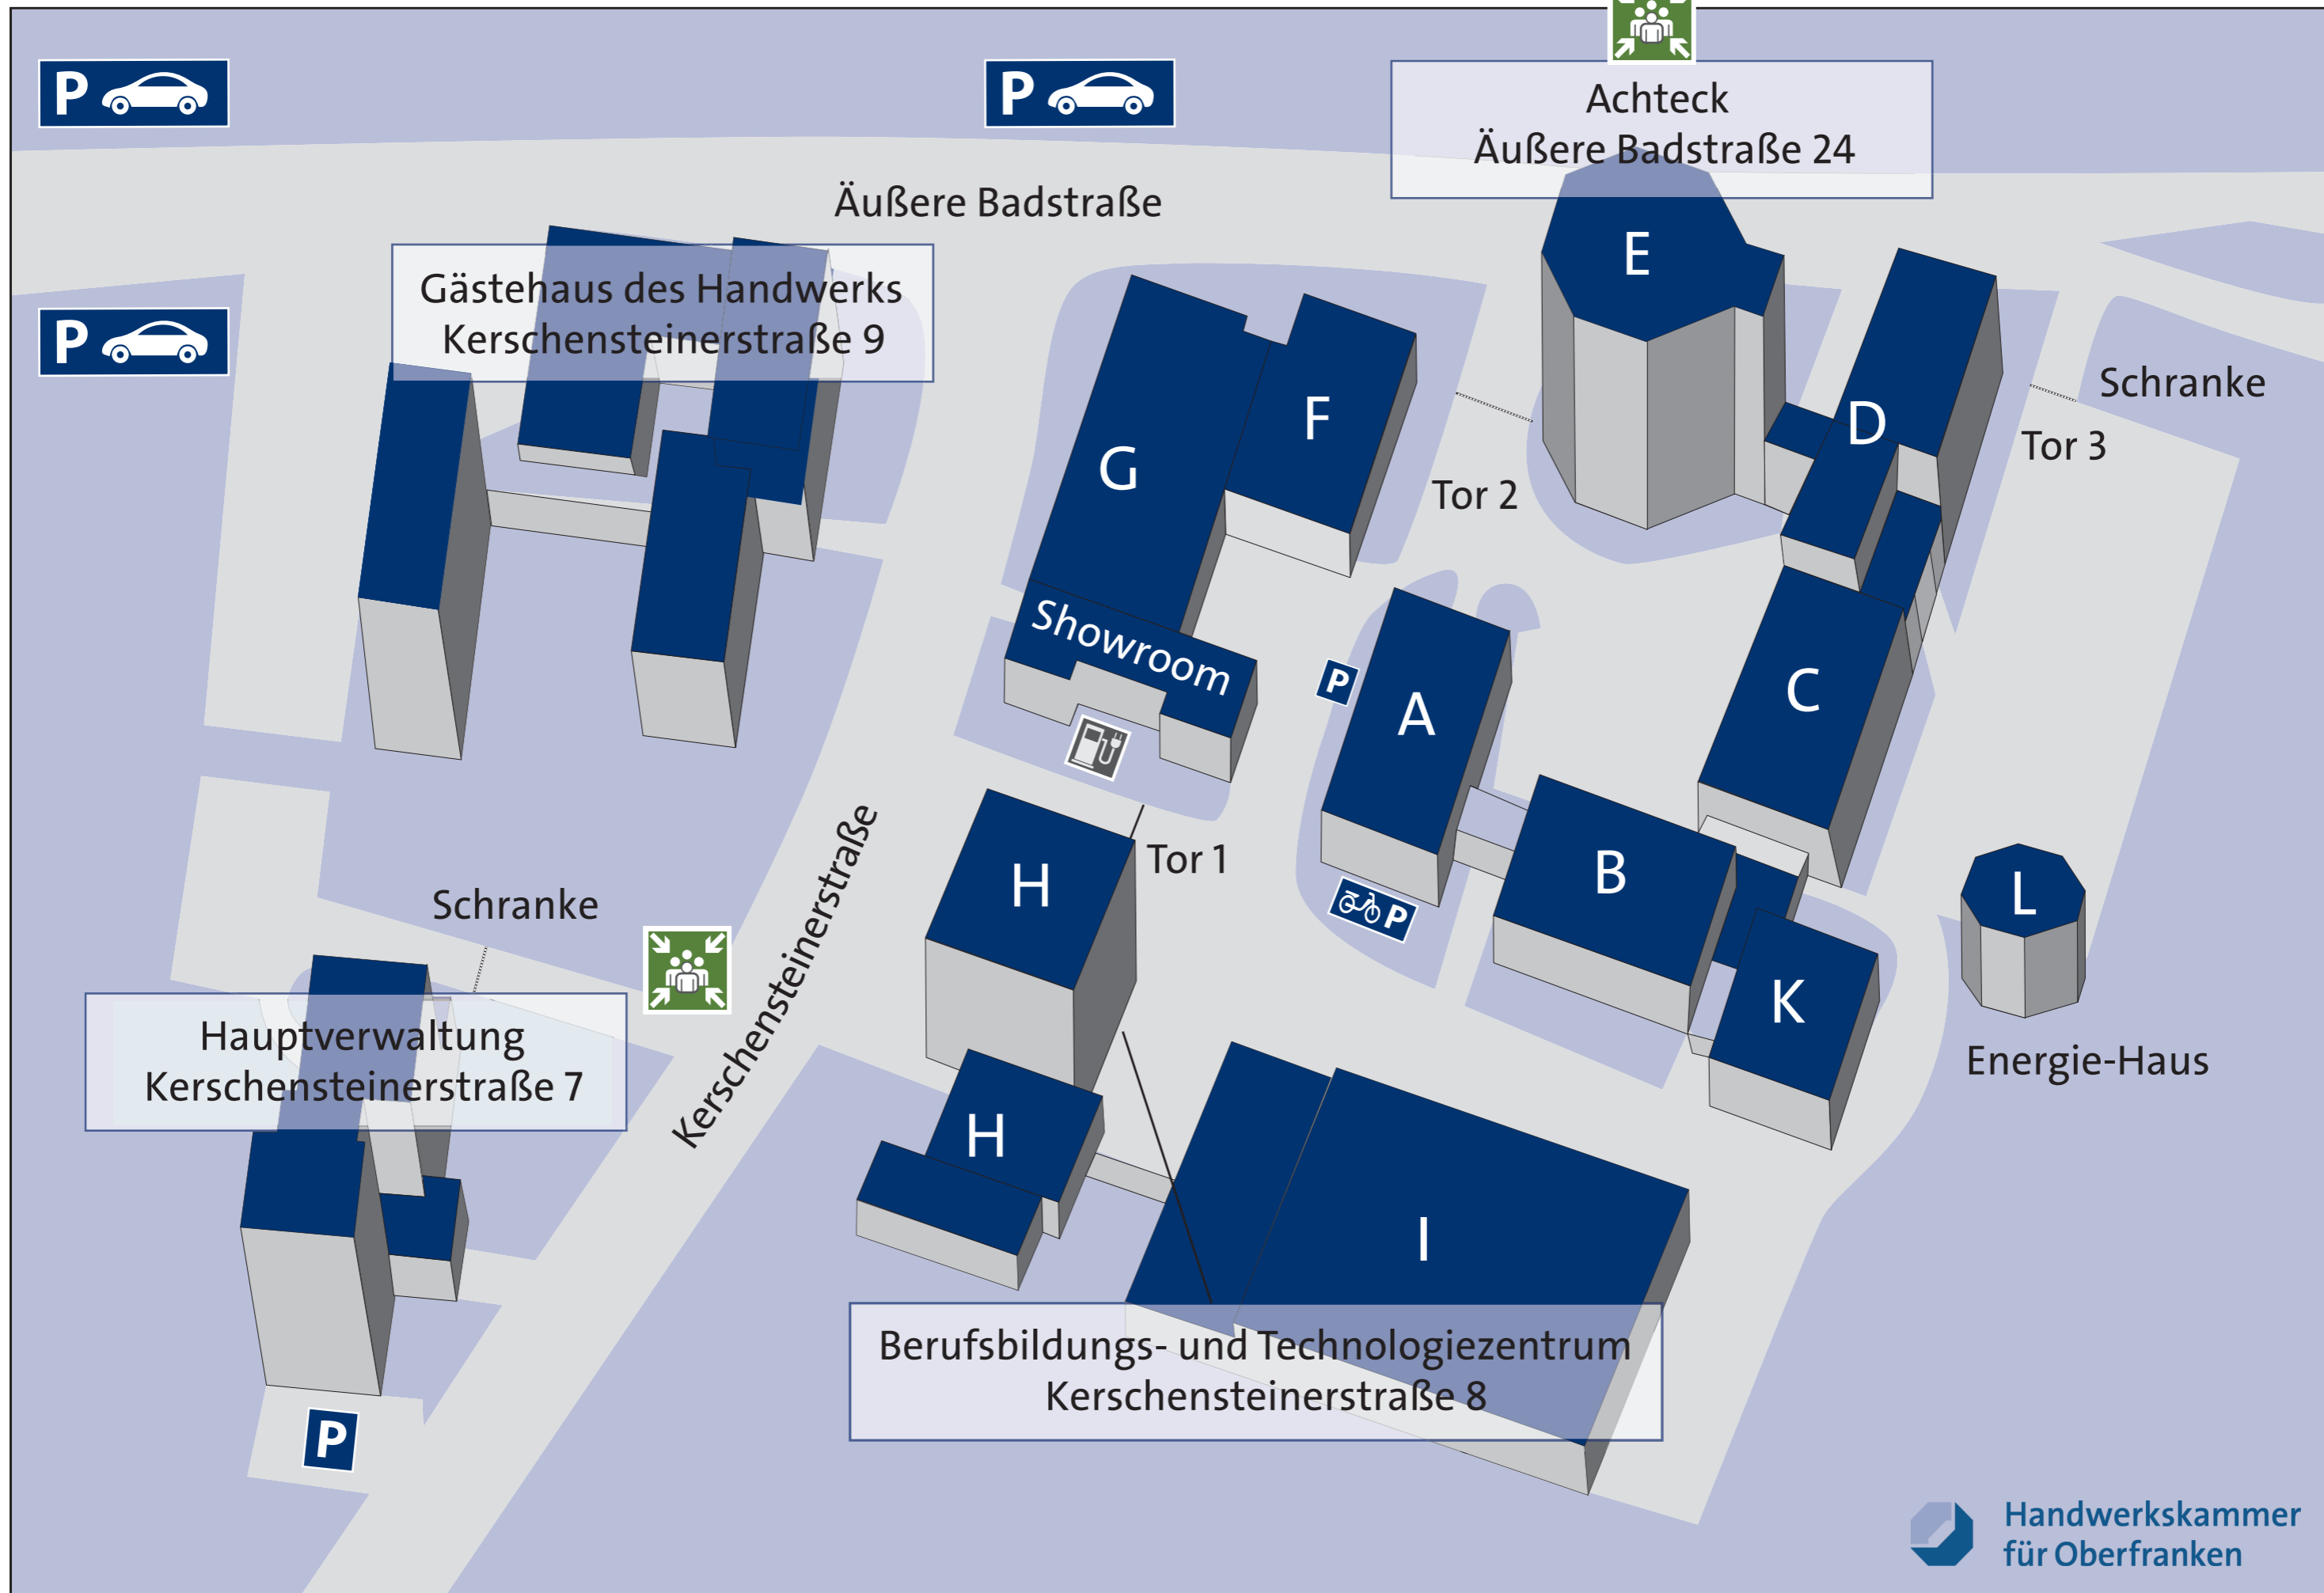 P
P
Achteck
Äußere Badstraße 24
Äußere Badstraße
E
Gästehaus des Handwerks
Kerschensteinerstraße 9
P
Schranke
F
D
Tor 3
G
Tor 2
Showroom
P
A
C
Tor 1
H
B
L
P
Schranke
Kerschensteinerstraße
K
Hauptverwaltung
Kerschensteinerstraße 7
Energie-Haus
H
I
Berufsbildungs- und Technologiezentrum
Kerschensteinerstraße 8
P
Handwerkskammer
für Oberfranken